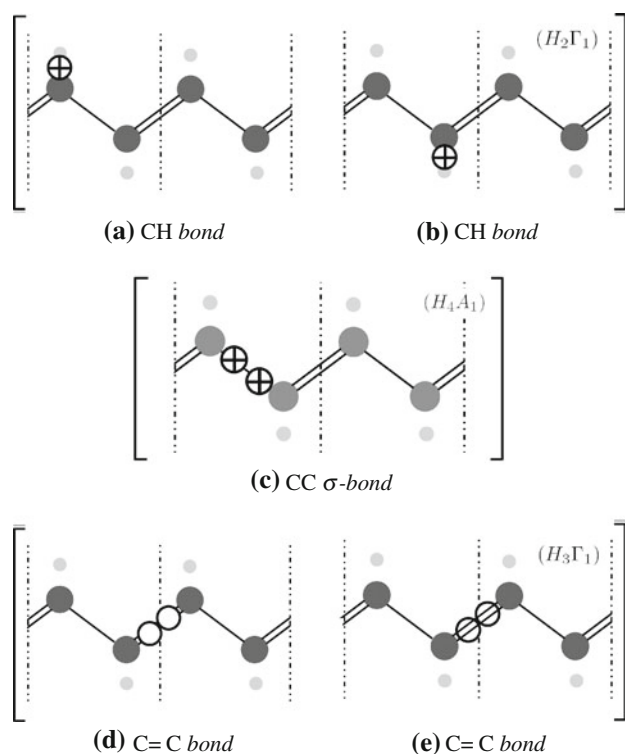 (H₂Γ₁)
(a) CH bond
(b) CH bond
(H₄A₁)
(c) CC σ-bond
(H₃Γ₁)
(d) C=C bond
(e) C=C bond